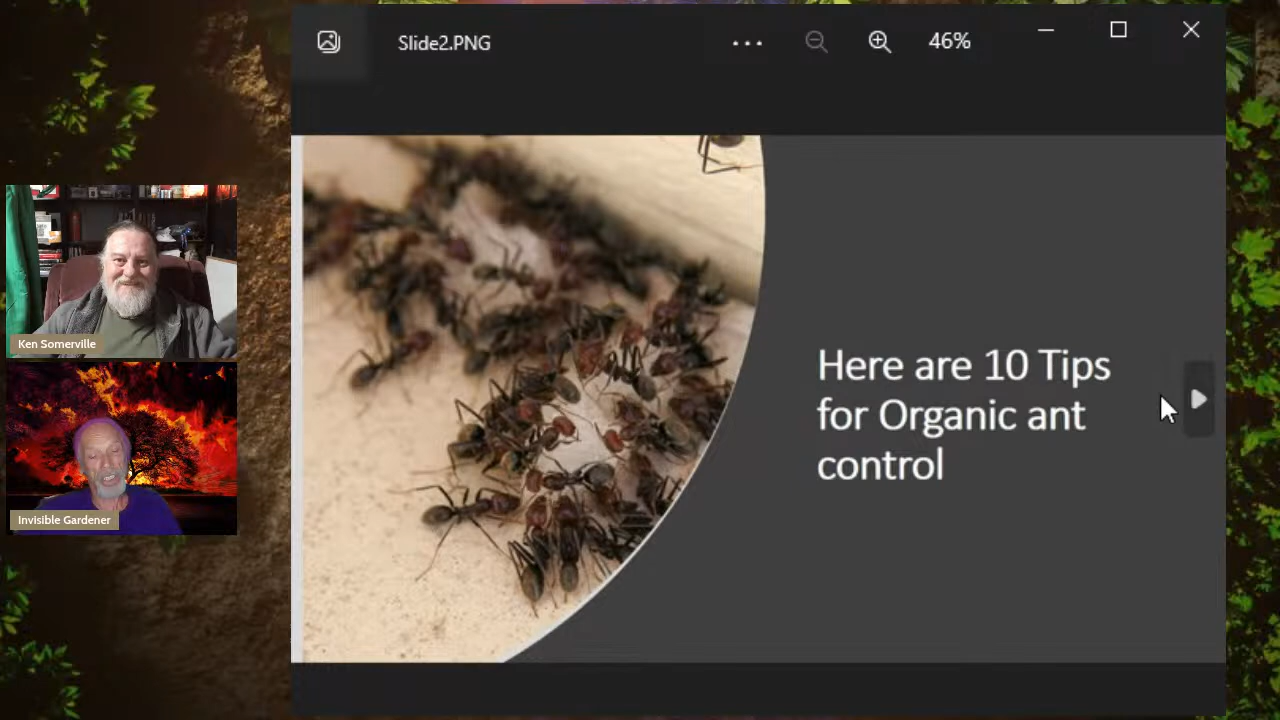 Slide2.PNG
46%
Ken Somerville
Invisible Gardener
Here are 10 Tips
for Organic ant
control